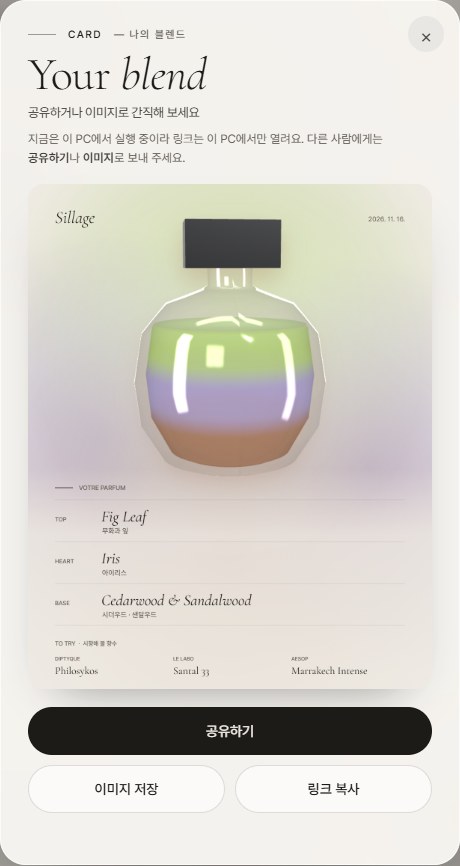 CARD — 나의 블렌드
×
Your blend
공유하거나 이미지로 간직해 보세요
지금은 이 PC에서 실행 중이라 링크는 이 PC에서만 열려요. 다른 사람에게는
공유하기나 이미지로 보내 주세요.
Sillage
2026. 11. 16.
VOTRE PARFUM
TOP
Fig Leaf
무화과 잎
HEART
Iris
아이리스
BASE
Cedarwood & Sandalwood
시더우드 · 샌달우드
TO TRY · 시향해 볼 향수
DIPTYQUE
Philosykos
LE LABO
Santal 33
AESOP
Marrakech Intense
공유하기
이미지 저장
링크 복사